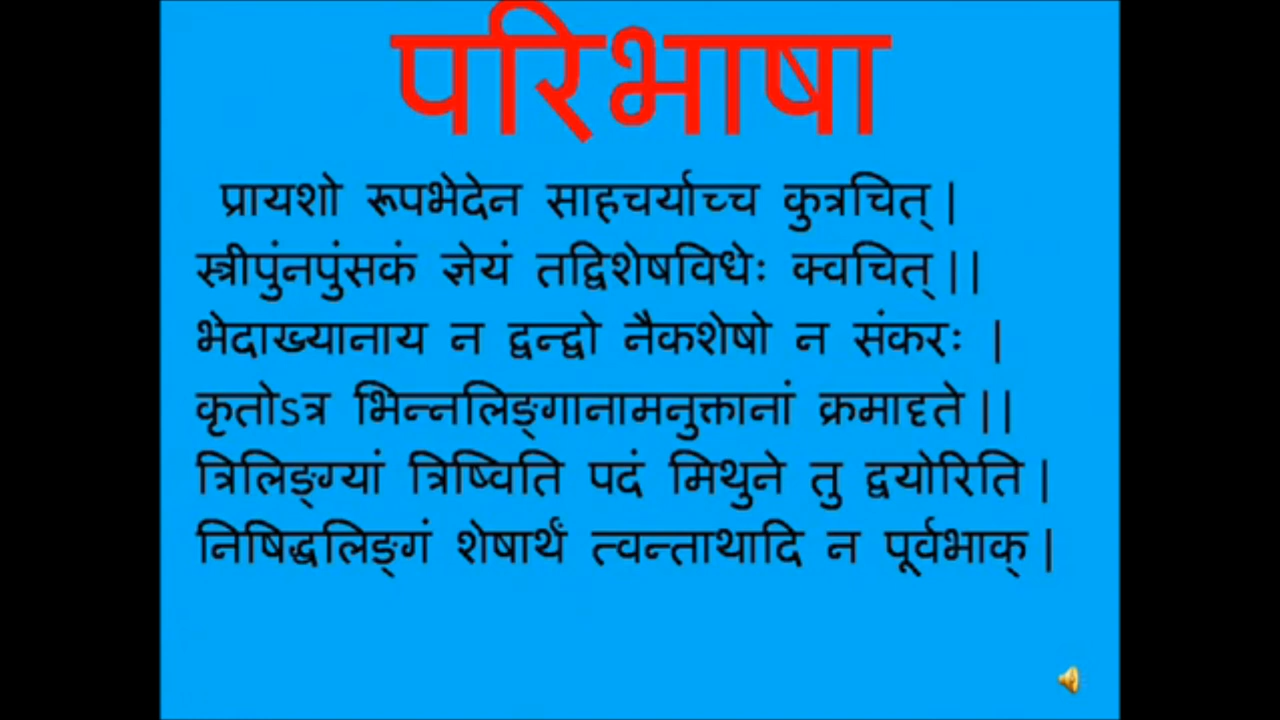 परिभाषा
प्रायशो रूपभेदेन साहचर्याच्च कुत्रचित् |
स्त्रीपुंनपुंसकं ज्ञेयं तद्विशेषविधेः क्वचित् ||
भेदाख्यानाय न द्वन्द्वो नैकशेषो न संकरः |
कृतोऽत्र भिन्नलिङ्गानामनुक्तानां क्रमादृते ||
त्रिलिङ्ग्यां त्रिष्विति पदं मिथुने तु द्वयोरिति |
निषिद्धलिङ्गं शेषार्थं त्वन्ताथादि न पूर्वभाक् |